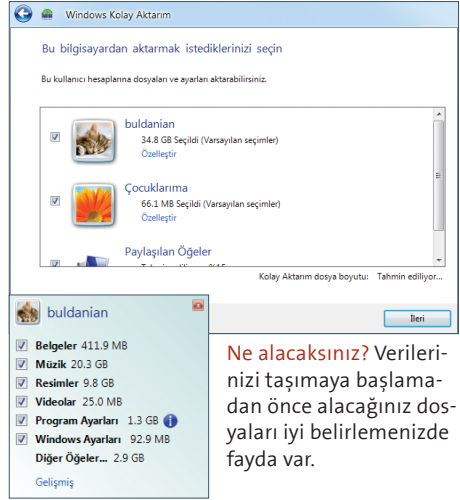 Windows Kolay Aktarım
Bu bilgisayardan aktarmak istediklerinizi seçin
Bu kullanıcı hesaplarına dosyaları ve ayarları aktarabilirsiniz.
buldanian
34.8 GB Seçildi (Varsayılan seçimler)
Özelleştir
Çocuklarıma
66.1 MB Seçildi (Varsayılan seçimler)
Özelleştir
Paylaşılan Öğeler
Kolay Aktarım dosya boyutu: Tahmin ediliyor...
İleri
buldanian
Belgeler 411.9 MB
Müzik 20.3 GB
Resimler 9.8 GB
Videolar 25.0 MB
Program Ayarları 1.3 GB
Windows Ayarları 92.9 MB
Diğer Öğeler... 2.9 GB
Gelişmiş
Ne alacaksınız? Verileri-
nizi taşımaya başlama-
dan önce alacağınız dos-
yaları iyi belirlemenizde
fayda var.